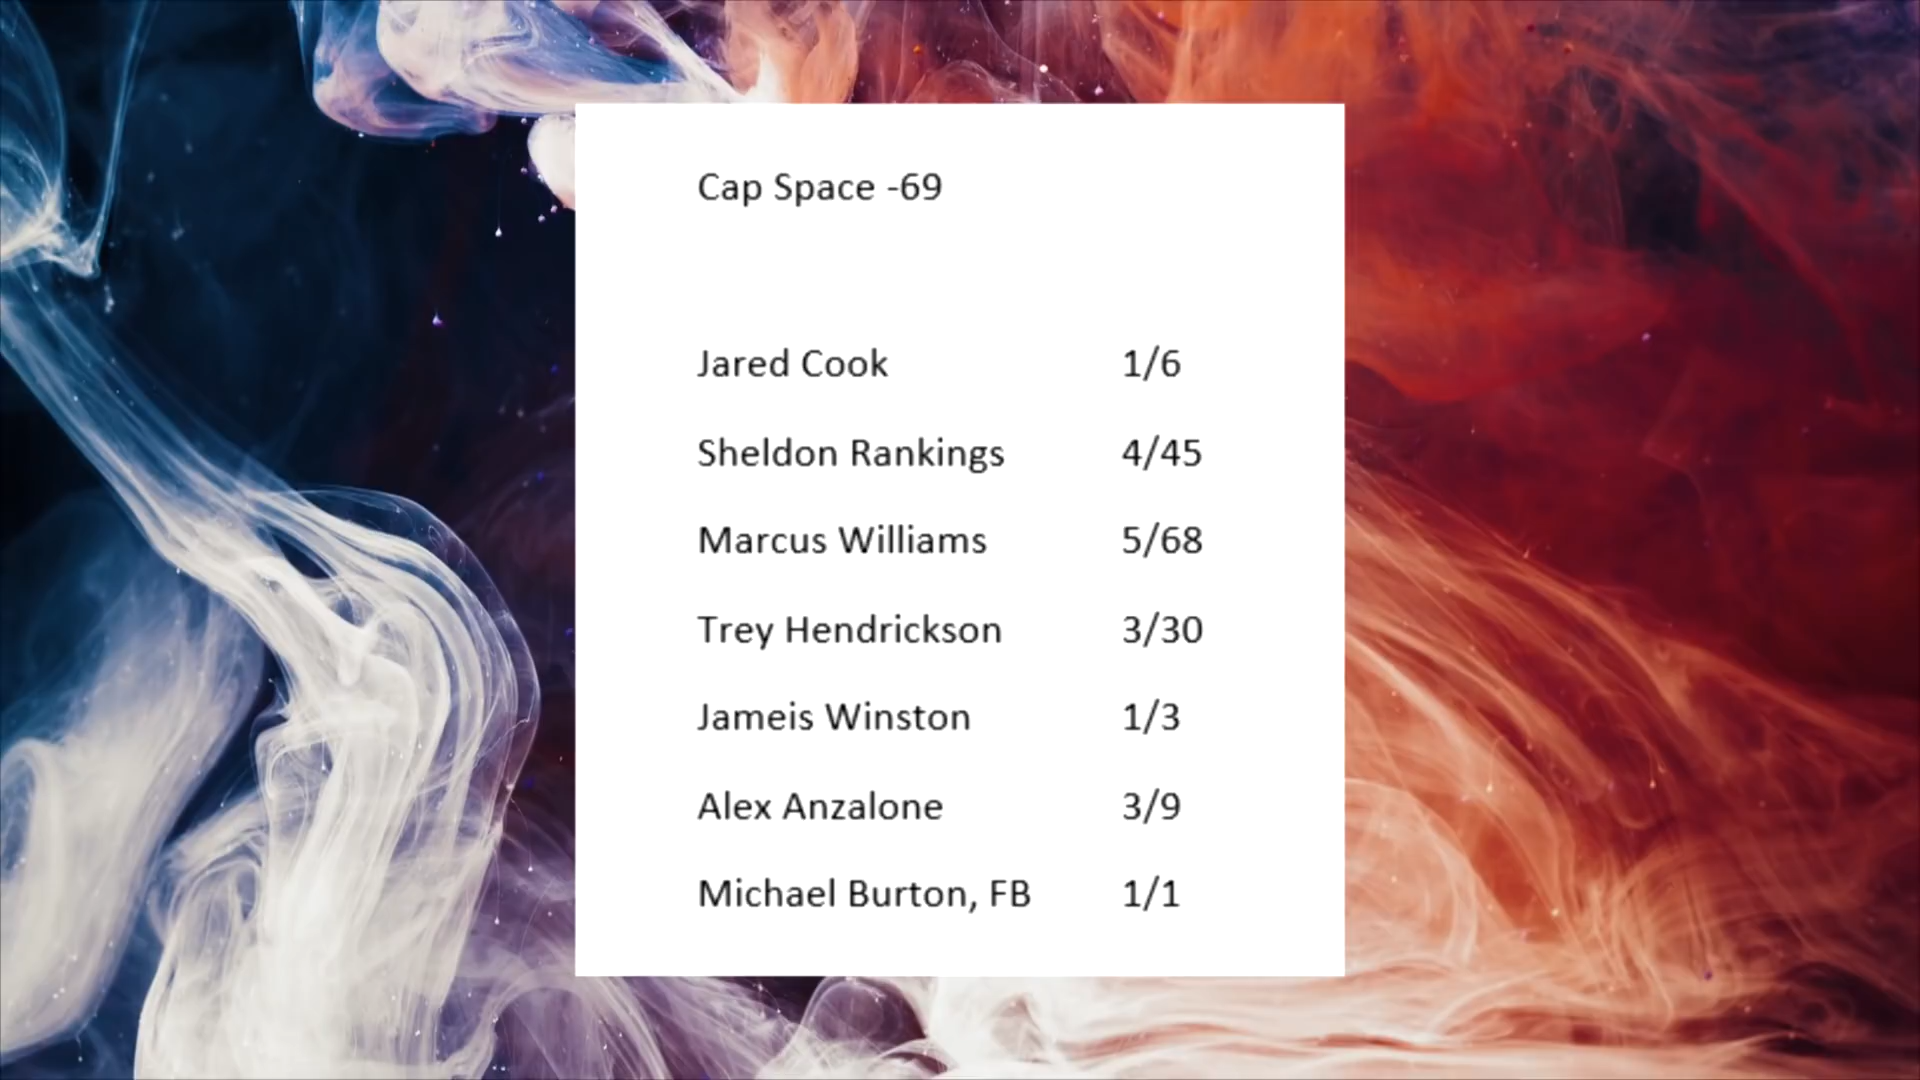 Cap Space -69
Jared Cook 1/6
Sheldon Rankings 4/45
Marcus Williams 5/68
Trey Hendrickson 3/30
Jameis Winston 1/3
Alex Anzalone 3/9
Michael Burton, FB 1/1